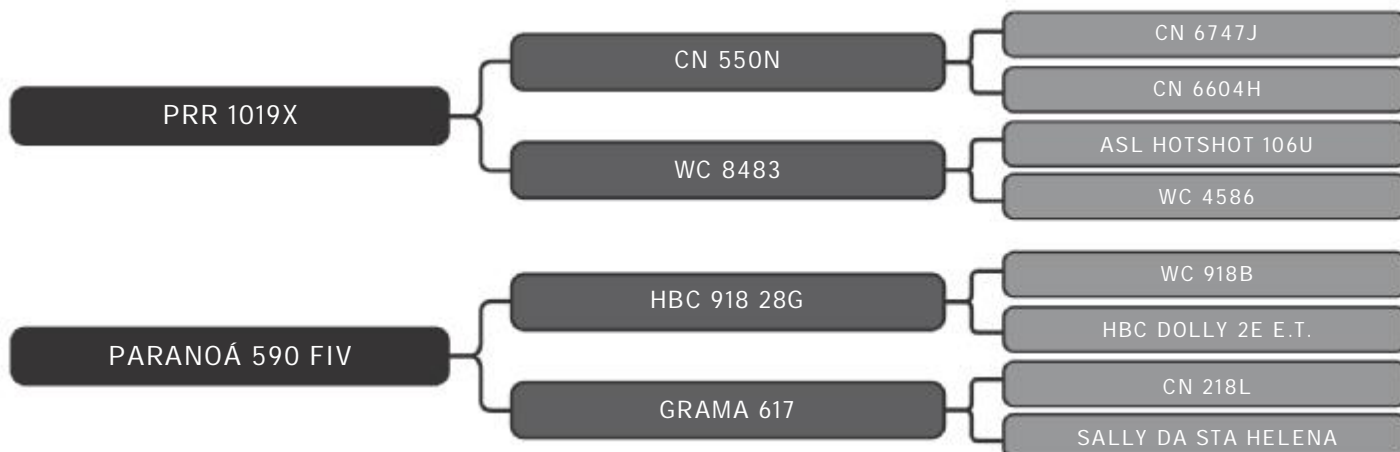 PRR 1019X
CN 550N
CN 6747J
CN 6604H
WC 8483
ASL HOTSHOT 106U
WC 4586
PARANOÁ 590 FIV
HBC 918 28G
WC 918B
HBC DOLLY 2E E.T.
GRAMA 617
CN 218L
SALLY DA STA HELENA